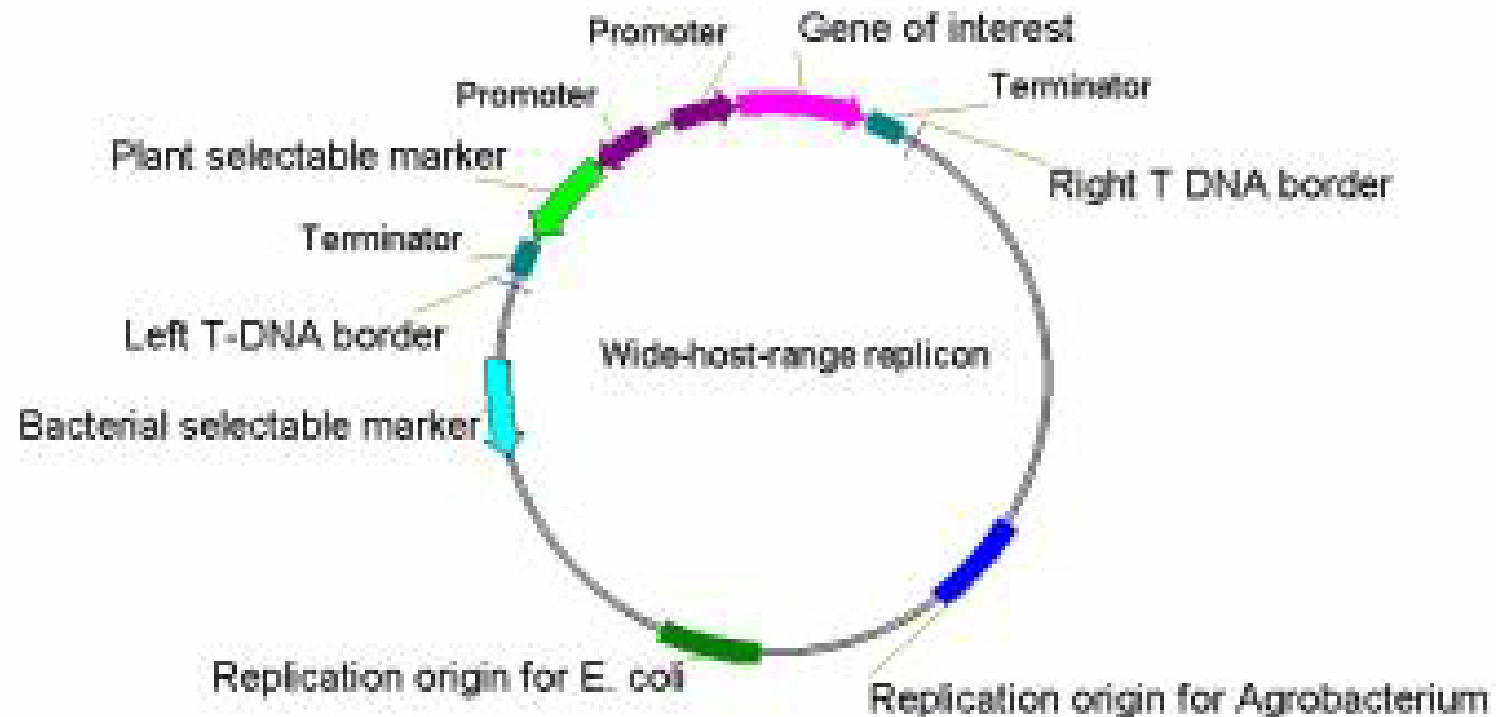 Promoter
Gene of interest
Promoter
Terminator
Plant selectable marker
Right T DNA border
Terminator
Left T-DNA border
Wide-host-range replicon
Bacterial selectable marker
Replication origin for E. coli
Replication origin for Agrobacterium